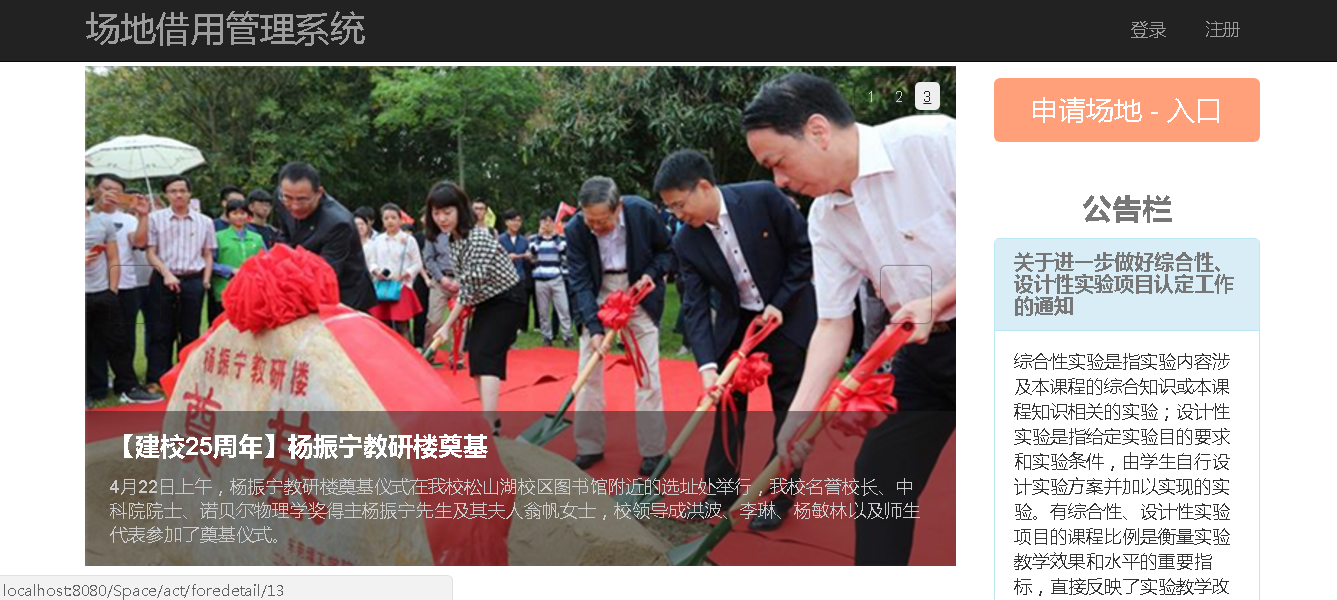 场地借用管理系统
登录 注册
1 2 3
申请场地 - 入口
公告栏
关于进一步做好综合性、
设计性实验项目认定工作
的通知
综合性实验是指实验内容涉
及本课程的综合知识或本课
程知识相关的实验；设计性
实验是指给定实验目的要求
和实验条件，由学生自行设
计实验方案并加以实现的实
验。有综合性、设计性实验
项目的课程比例是衡量实验
教学效果和水平的重要指
标，直接反映了实验教学改
杨振宁教研楼
奠
基
【建校25周年】杨振宁教研楼奠基
4月22日上午，杨振宁教研楼奠基仪式在我校松山湖校区图书馆附近的选址处举行，我校名誉校长、中
科院院士、诺贝尔物理学奖得主杨振宁先生及其夫人翁帆女士，校领导成洪波、李琳、杨敏林以及师生
代表参加了奠基仪式。
localhost:8080/Space/act/foredetail/13